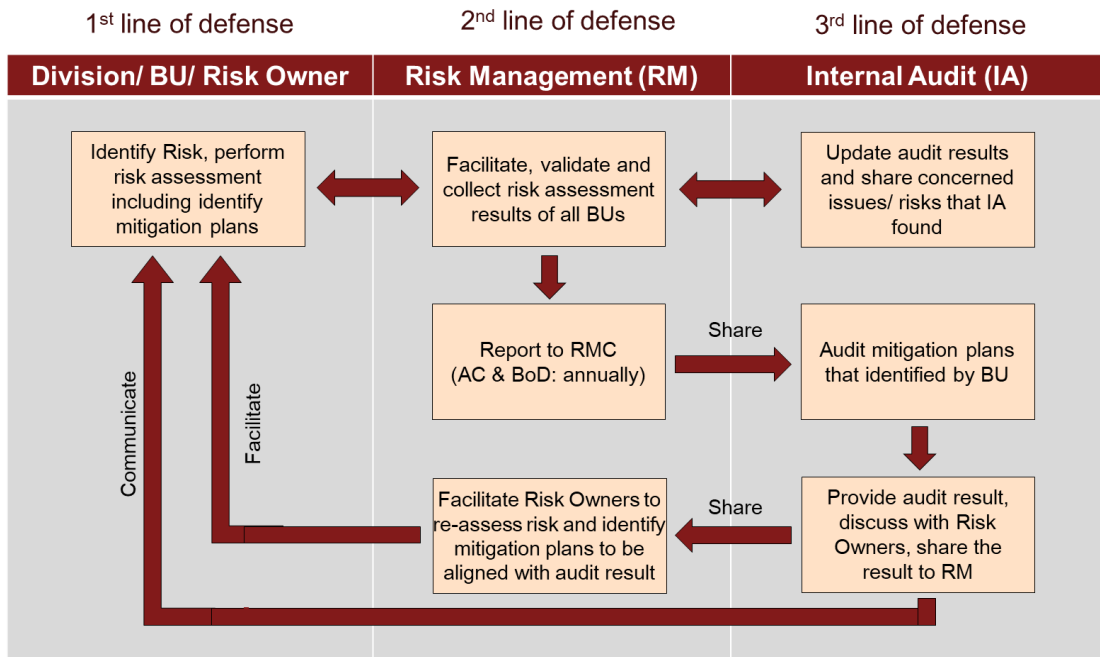 1st line of defense
2nd line of defense
3rd line of defense
Division/ BU/ Risk Owner
Risk Management (RM)
Internal Audit (IA)
Identify Risk, perform
risk assessment
including identify
mitigation plans
Facilitate, validate and
collect risk assessment
results of all BUs
Update audit results
and share concerned
issues/ risks that IA
found
Report to RMC
(AC & BoD: annually)
Share
Audit mitigation plans
that identified by BU
Communicate
Facilitate
Facilitate Risk Owners to
re-assess risk and identify
mitigation plans to be
aligned with audit result
Share
Provide audit result,
discuss with Risk
Owners, share the
result to RM